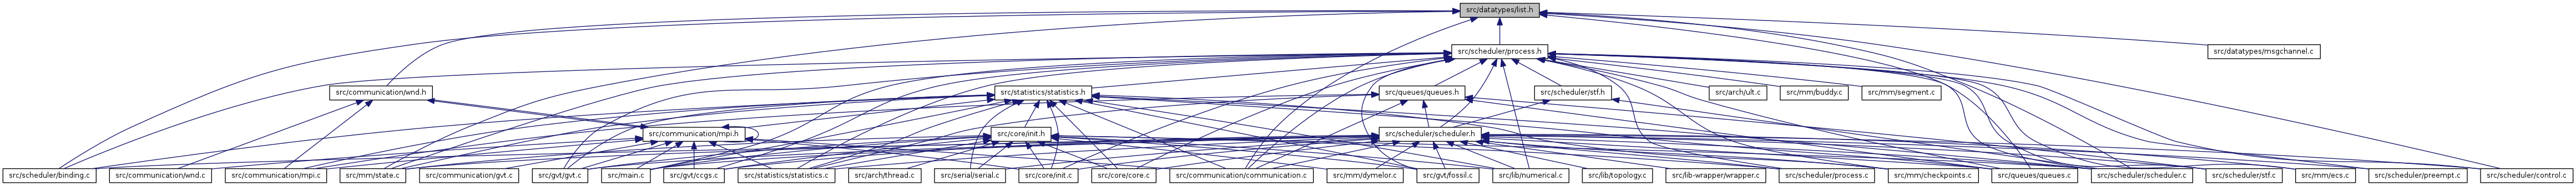 src/datatypes/list.h
src/scheduler/process.h
src/datatypes/msgchannel.c
src/communication/wnd.h
src/statistics/statistics.h
src/queues/queues.h
src/scheduler/stf.h
src/arch/ult.c
src/mm/buddy.c
src/mm/segment.c
src/communication/mpi.h
src/core/init.h
src/scheduler/scheduler.h
src/scheduler/binding.c
src/communication/wnd.c
src/communication/mpi.c
src/mm/state.c
src/communication/gvt.c
src/gvt/gvt.c
src/main.c
src/gvt/ccgs.c
src/statistics/statistics.c
src/arch/thread.c
src/serial/serial.c
src/core/init.c
src/core/core.c
src/communication/communication.c
src/mm/dymelor.c
src/gvt/fossil.c
src/lib/numerical.c
src/lib/topology.c
src/lib-wrapper/wrapper.c
src/scheduler/process.c
src/mm/checkpoints.c
src/queues/queues.c
src/scheduler/scheduler.c
src/scheduler/stf.c
src/mm/ecs.c
src/scheduler/preempt.c
src/scheduler/control.c